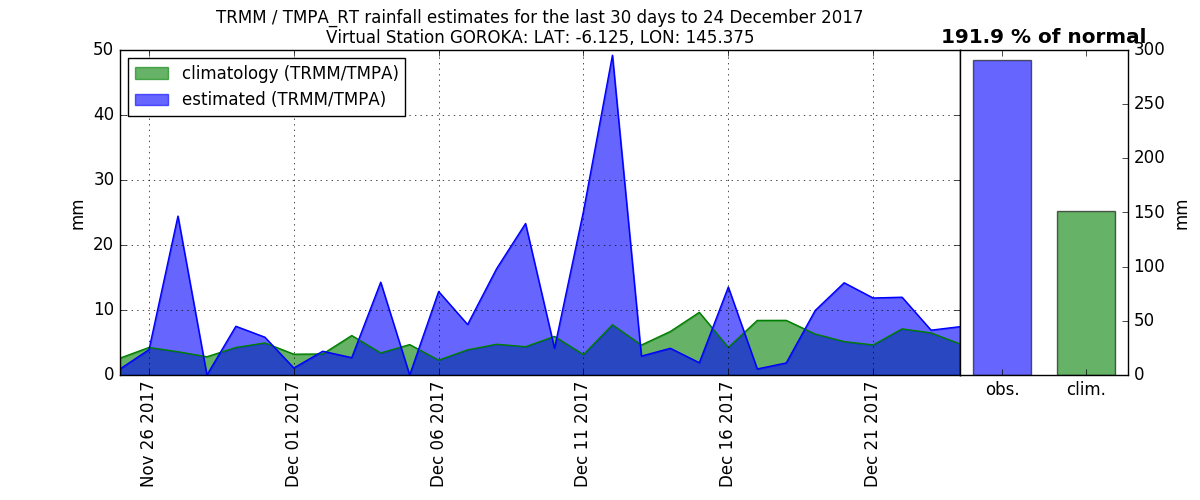 TRMM / TMPA_RT rainfall estimates for the last 30 days to 24 December 2017
Virtual Station GOROKA: LAT: -6.125, LON: 145.375
191.9 % of normal
climatology (TRMM/TMPA)
estimated (TRMM/TMPA)
50
40
30
20
10
0
mm
Nov 26 2017
Dec 01 2017
Dec 06 2017
Dec 11 2017
Dec 16 2017
Dec 21 2017
obs.
clim.
300
250
200
150
100
50
0
mm